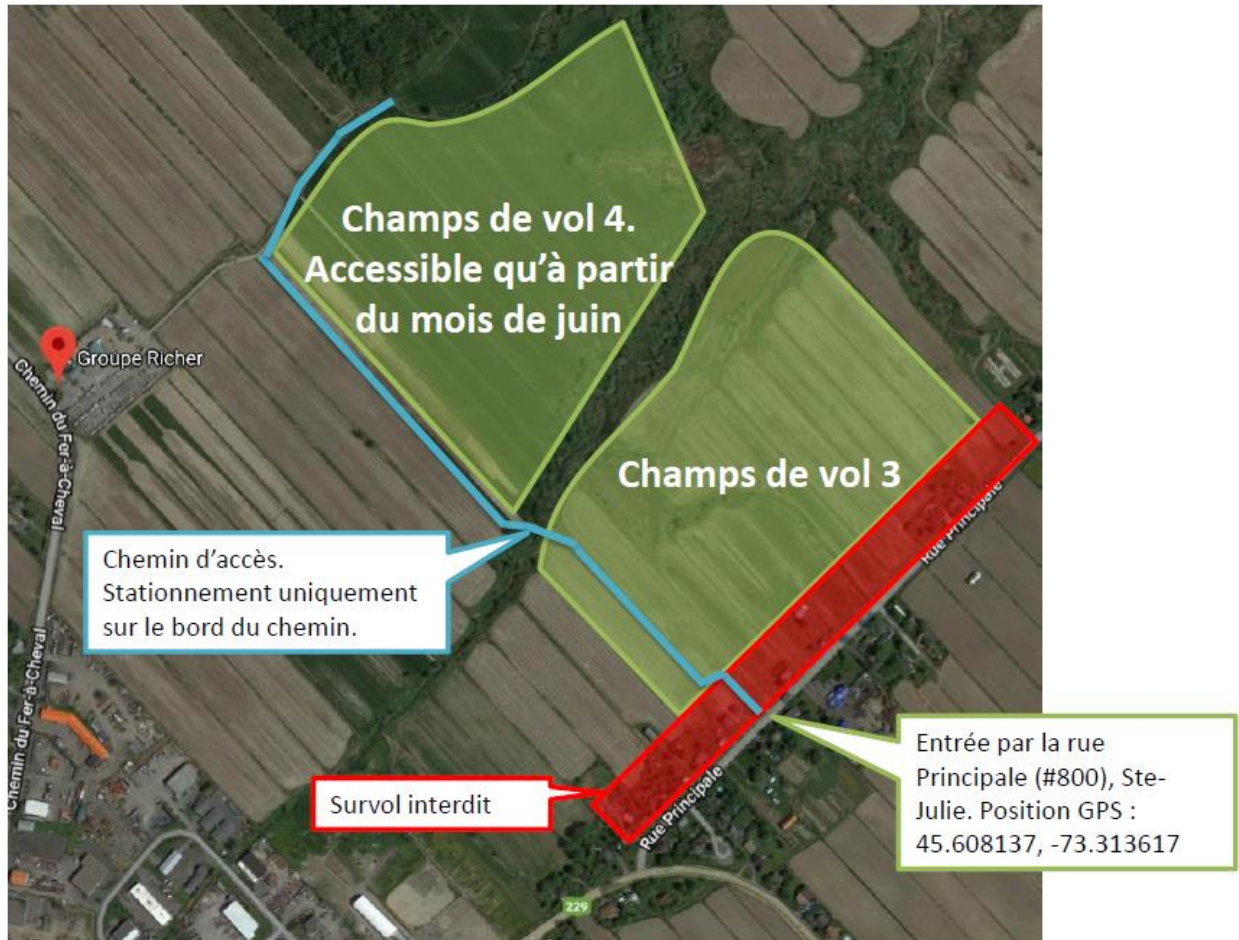 Champs de vol 4.
Accessible qu'à partir
du mois de juin
Groupe Richer
Chemin du Fer-à-Cheval
Champs de vol 3
Rue Principale
Chemin d'accès.
Stationnement uniquement
sur le bord du chemin.
Chemin du Fer-à-Cheval
Entrée par la rue
Principale (#800), Ste-
Julie. Position GPS :
45.608137, -73.313617
Survol interdit
Rue Principale
229